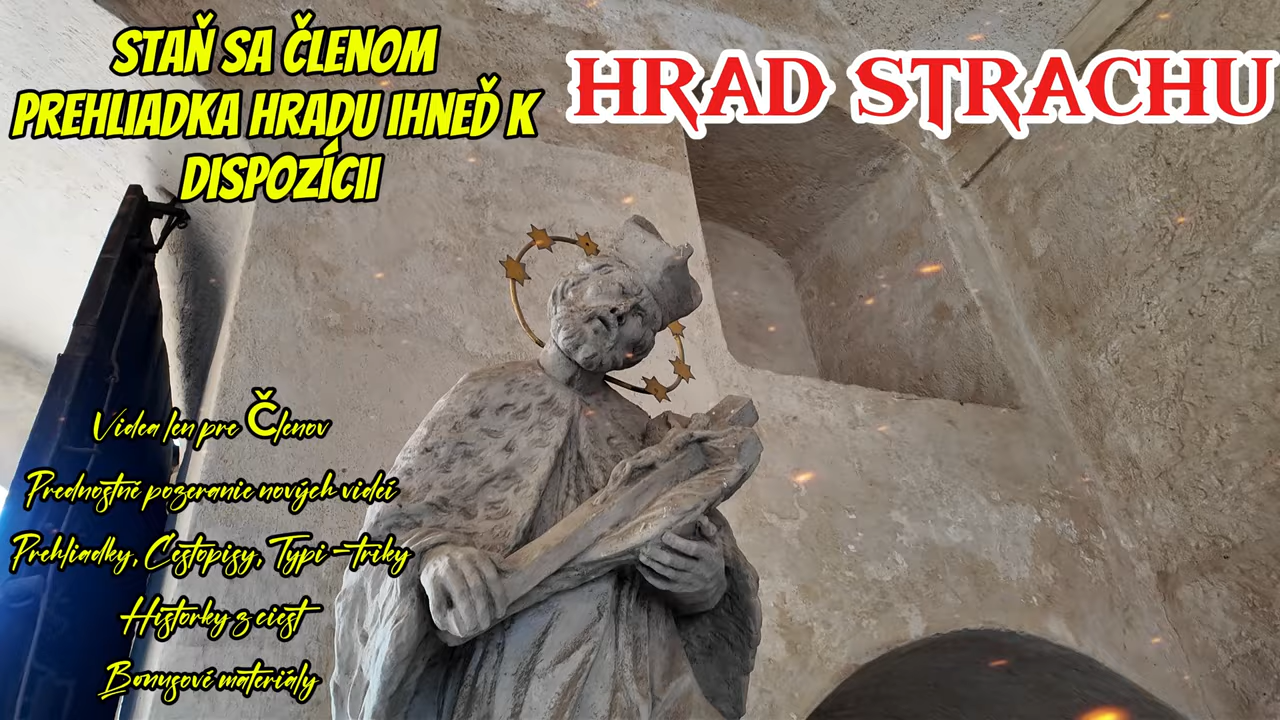 STAŇ SA ČLENOM
PREHLIADKA HRADU IHNEĎ K
DISPOZÍCII
HRAD STRACHU
Videa len pre Členov
Prednostné pozeranie nových videí
Prehliadky, Cestopisy, Typi -triky
Historky z ciest
Bonusové materiály